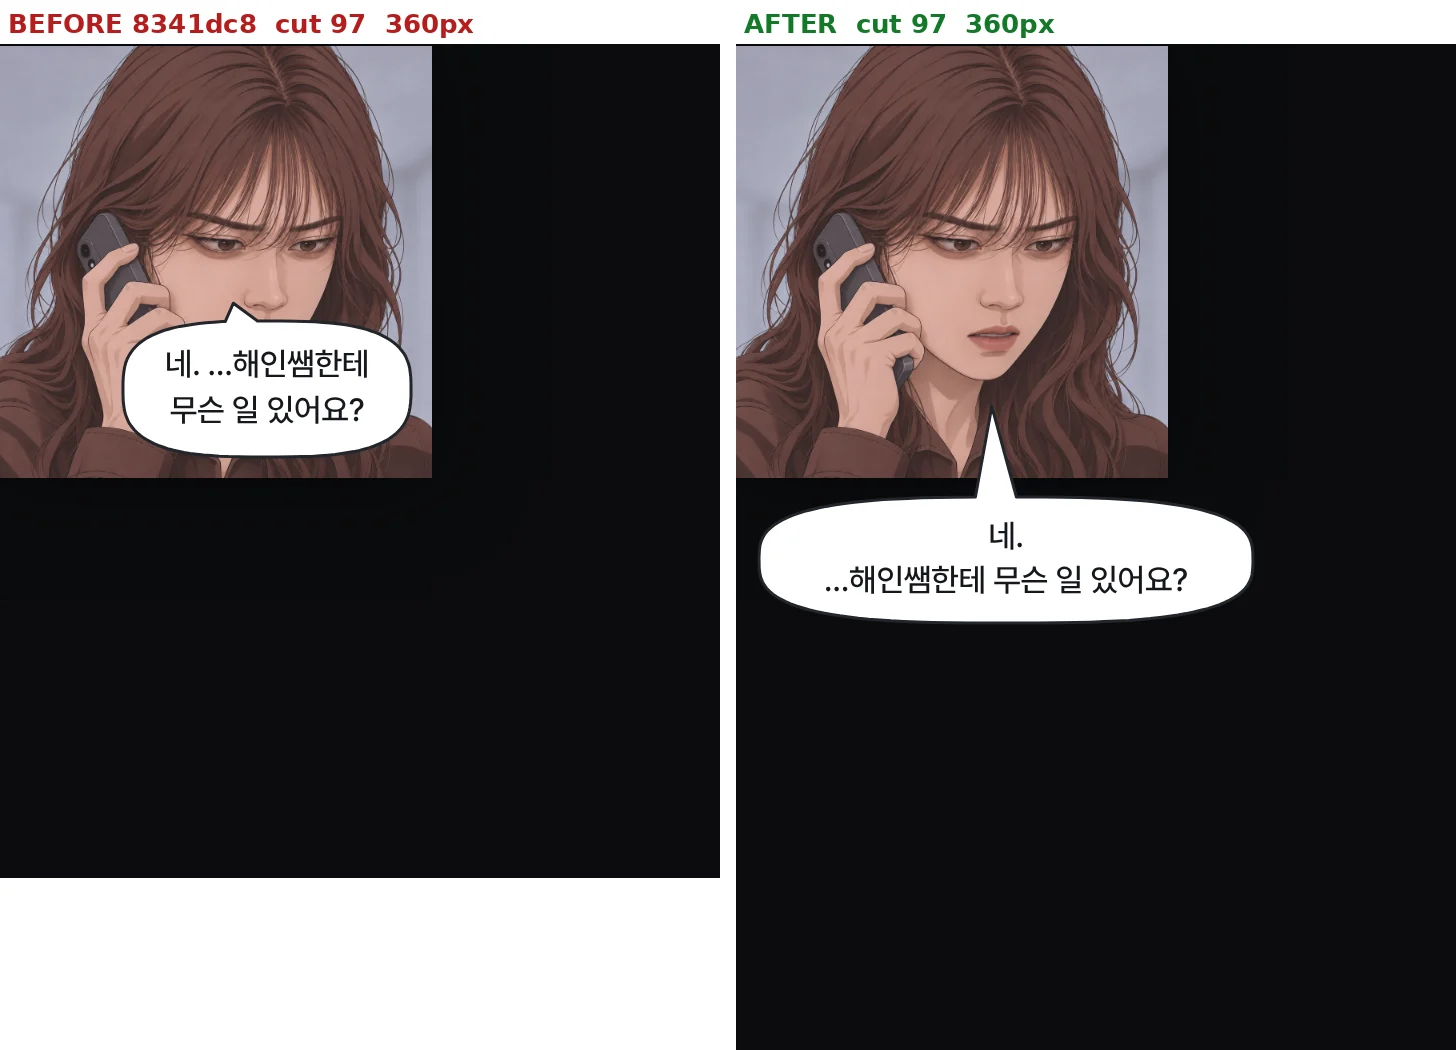 BEFORE 8341dc8 cut 97 360px
네. ...해인쌤한테
무슨 일 있어요?
AFTER cut 97 360px
네.
...해인쌤한테 무슨 일 있어요?